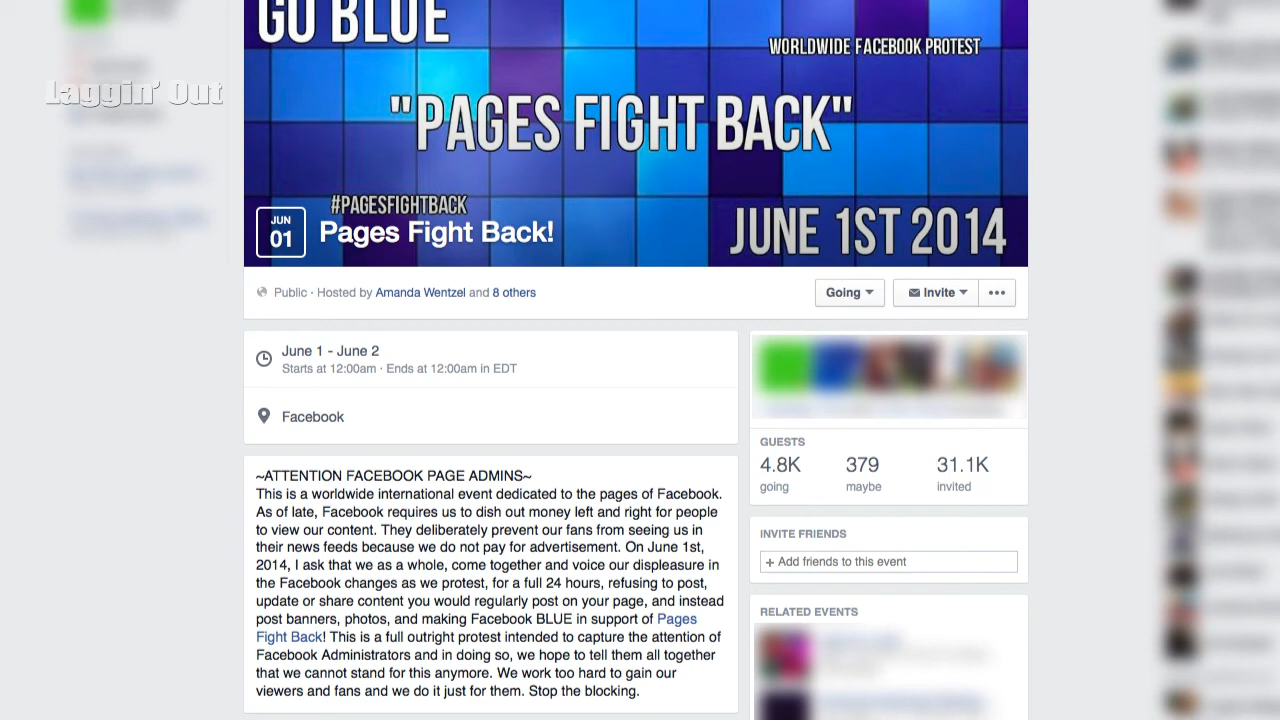 GO BLUE
WORLDWIDE FACEBOOK PROTEST
Laggin' Out
"PAGES FIGHT BACK"
#PAGESFIGHTBACK
JUN
01
Pages Fight Back!
JUNE 1ST 2014
Public · Hosted by Amanda Wentzel and 8 others
Going
Invite
June 1 - June 2
Starts at 12:00am · Ends at 12:00am in EDT
Facebook
GUESTS
4.8K
379
31.1K
going
maybe
invited
~ATTENTION FACEBOOK PAGE ADMINS~
This is a worldwide international event dedicated to the pages of Facebook.
As of late, Facebook requires us to dish out money left and right for people
to view our content. They deliberately prevent our fans from seeing us in
their news feeds because we do not pay for advertisement. On June 1st,
2014, I ask that we as a whole, come together and voice our displeasure in
the Facebook changes as we protest, for a full 24 hours, refusing to post,
update or share content you would regularly post on your page, and instead
post banners, photos, and making Facebook BLUE in support of Pages
Fight Back! This is a full outright protest intended to capture the attention of
Facebook Administrators and in doing so, we hope to tell them all together
that we cannot stand for this anymore. We work too hard to gain our
viewers and fans and we do it just for them. Stop the blocking.
INVITE FRIENDS
+ Add friends to this event
RELATED EVENTS